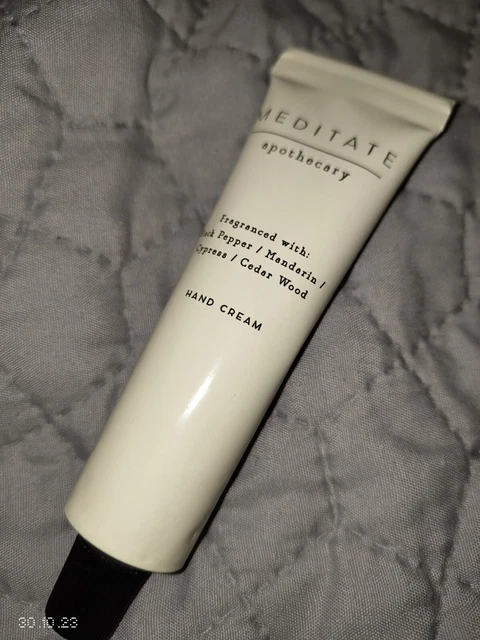 MEDITATE
apothecary
Fragranced with:
Pepper / Mandarin /
Cypress / Cedar Wood
HAND CREAM
30.10.23